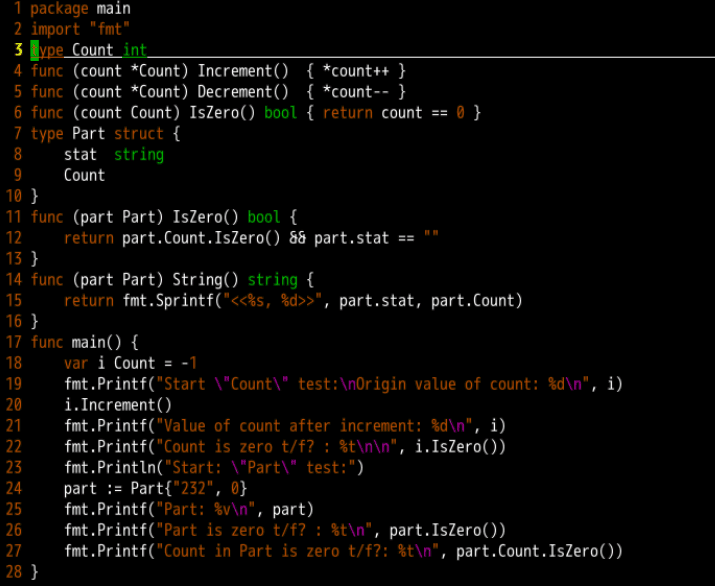 1 package main
2 import "fmt"
3 type Count int
4 func (count *Count) Increment()  { *count++ }
5 func (count *Count) Decrement()  { *count-- }
6 func (count Count) IsZero() bool { return count == 0 }
7 type Part struct {
8     stat  string
9     Count
10 }
11 func (part Part) IsZero() bool {
12     return part.Count.IsZero() && part.stat == ""
13 }
14 func (part Part) String() string {
15     return fmt.Sprintf("<<%s, %d>>", part.stat, part.Count)
16 }
17 func main() {
18     var i Count = -1
19     fmt.Printf("Start \"Count\" test:\nOrigin value of count: %d\n", i)
20     i.Increment()
21     fmt.Printf("Value of count after increment: %d\n", i)
22     fmt.Printf("Count is zero t/f? : %t\n\n", i.IsZero())
23     fmt.Println("Start: \"Part\" test:")
24     part := Part{"232", 0}
25     fmt.Printf("Part: %v\n", part)
26     fmt.Printf("Part is zero t/f? : %t\n", part.IsZero())
27     fmt.Printf("Count in Part is zero t/f?: %t\n", part.Count.IsZero())
28 }